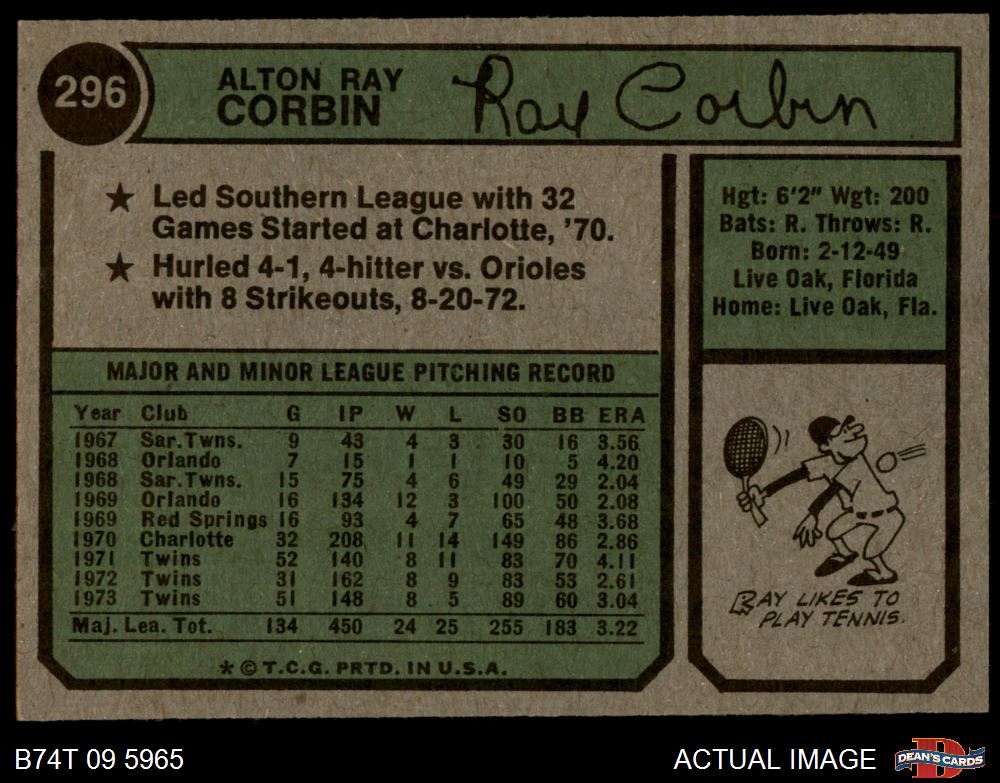 296
ALTON RAY
CORBIN
Ray Corbin
★ Led Southern League with 32
Games Started at Charlotte, '70.
★ Hurled 4-1, 4-hitter vs. Orioles
with 8 Strikeouts, 8-20-72.
Hgt: 6'2" Wgt: 200
Bats: R. Throws: R.
Born: 2-12-49
Live Oak, Florida
Home: Live Oak, Fla.
MAJOR AND MINOR LEAGUE PITCHING RECORD
Year Club G IP W L SO BB ERA
1967 Sar.Twns. 9 43 4 3 30 16 3.56
1968 Orlando 7 15 1 1 10 5 4.20
1968 Sar.Twns. 15 75 4 6 49 29 2.04
1969 Orlando 16 134 12 3 100 50 2.08
1969 Red Springs 16 93 4 7 65 48 3.68
1970 Charlotte 32 208 11 14 149 86 2.86
1971 Twins 52 140 8 11 83 70 4.11
1972 Twins 31 162 8 9 83 53 2.61
1973 Twins 51 148 8 5 89 60 3.04
Maj. Lea. Tot. 134 450 24 25 255 183 3.22
* © T.C.G. PRTD. IN U.S.A.
RAY LIKES TO
PLAY TENNIS.
B74T 09 5965
ACTUAL IMAGE
D
DEAN'S CARDS